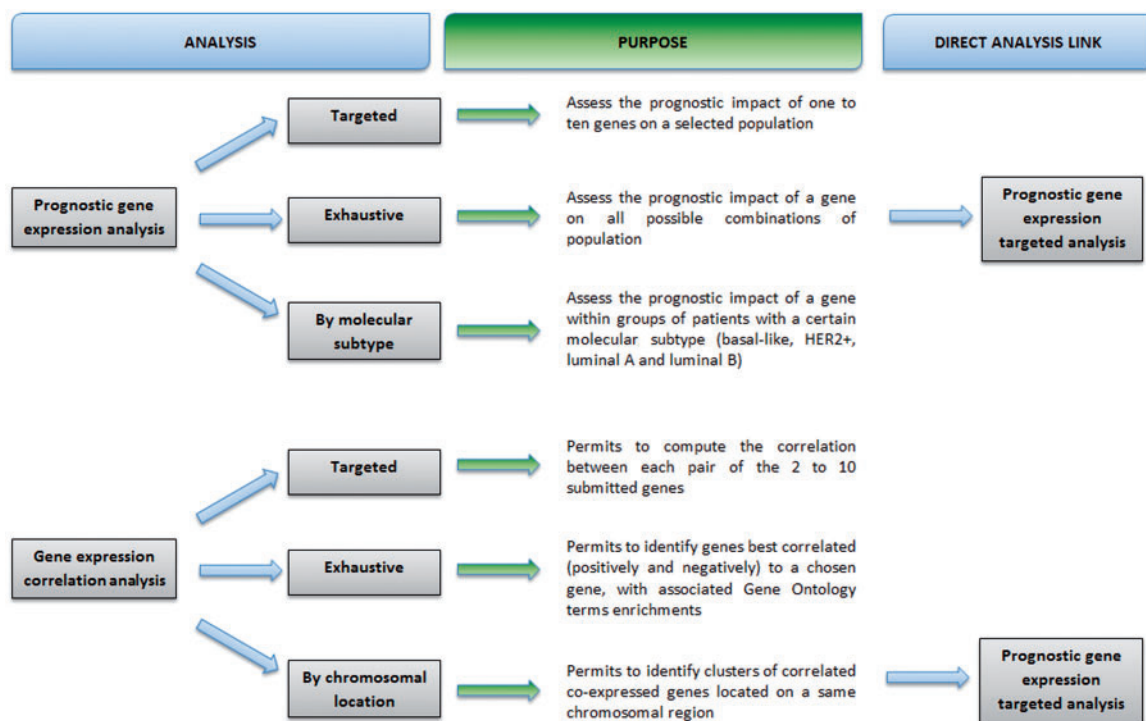 ANALYSIS
PURPOSE
DIRECT ANALYSIS LINK
Prognostic gene
expression analysis
Targeted
Assess the prognostic impact of one to
ten genes on a selected population
Exhaustive
Assess the prognostic impact of a gene
on all possible combinations of
population
Prognostic gene
expression
targeted analysis
By molecular
subtype
Assess the prognostic impact of a gene
within groups of patients with a certain
molecular subtype (basal-like, HER2+,
luminal A and luminal B)
Gene expression
correlation analysis
Targeted
Permits to compute the correlation
between each pair of the 2 to 10
submitted genes
Exhaustive
Permits to identify genes best correlated
(positively and negatively) to a chosen
gene, with associated Gene Ontology
terms enrichments
By chromosomal
location
Permits to identify clusters of correlated
co-expressed genes located on a same
chromosomal region
Prognostic gene
expression
targeted analysis